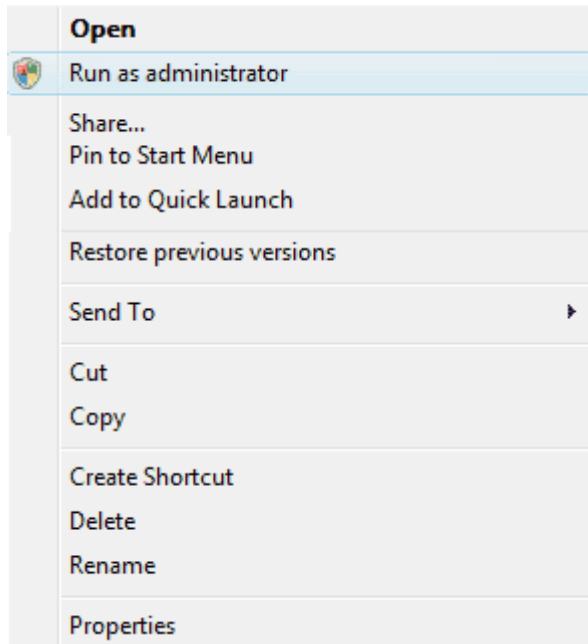 Open
Run as administrator
Share...
Pin to Start Menu
Add to Quick Launch
Restore previous versions
Send To
Cut
Copy
Create Shortcut
Delete
Rename
Properties